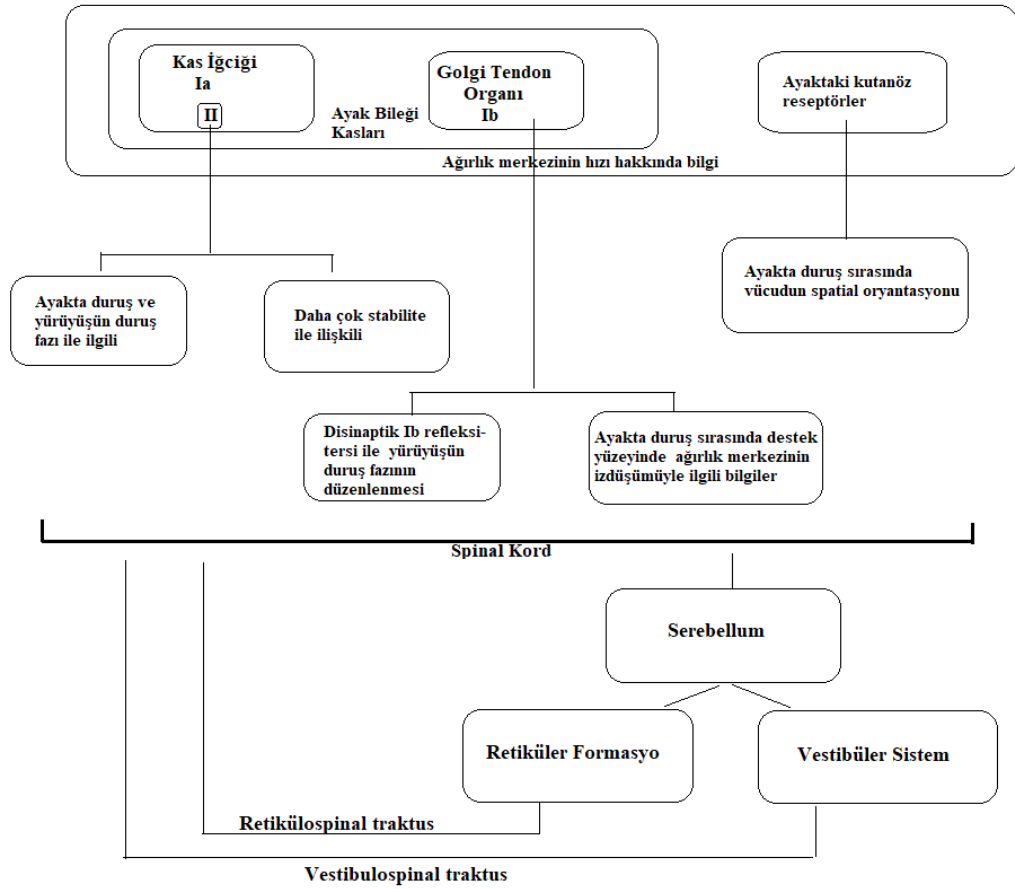 Kas İğciği
Ia
II
Ayak Bileği
Kasları
Golgi Tendon
Organı
Ib
Ayaktaki kutanöz
reseptörler
Ağırlık merkezinin hızı hakkında bilgi
Ayakta duruş ve
yürüyüşün duruş
fazı ile ilgili
Daha çok stabilite
ile ilişkili
Ayakta duruş sırasında
vücudun spatial oryantasyonu
Disinaptik Ib refleksi-
tersi ile yürüyüşün
duruş fazının
düzenlenmesi
Ayakta duruş sırasında destek
yüzeyinde ağırlık merkezinin
izdüşümüyle ilgili bilgiler
Spinal Kord
Serebellum
Retiküler Formasyo
Vestibüler Sistem
Retikülospinal traktus
Vestibulospinal traktus